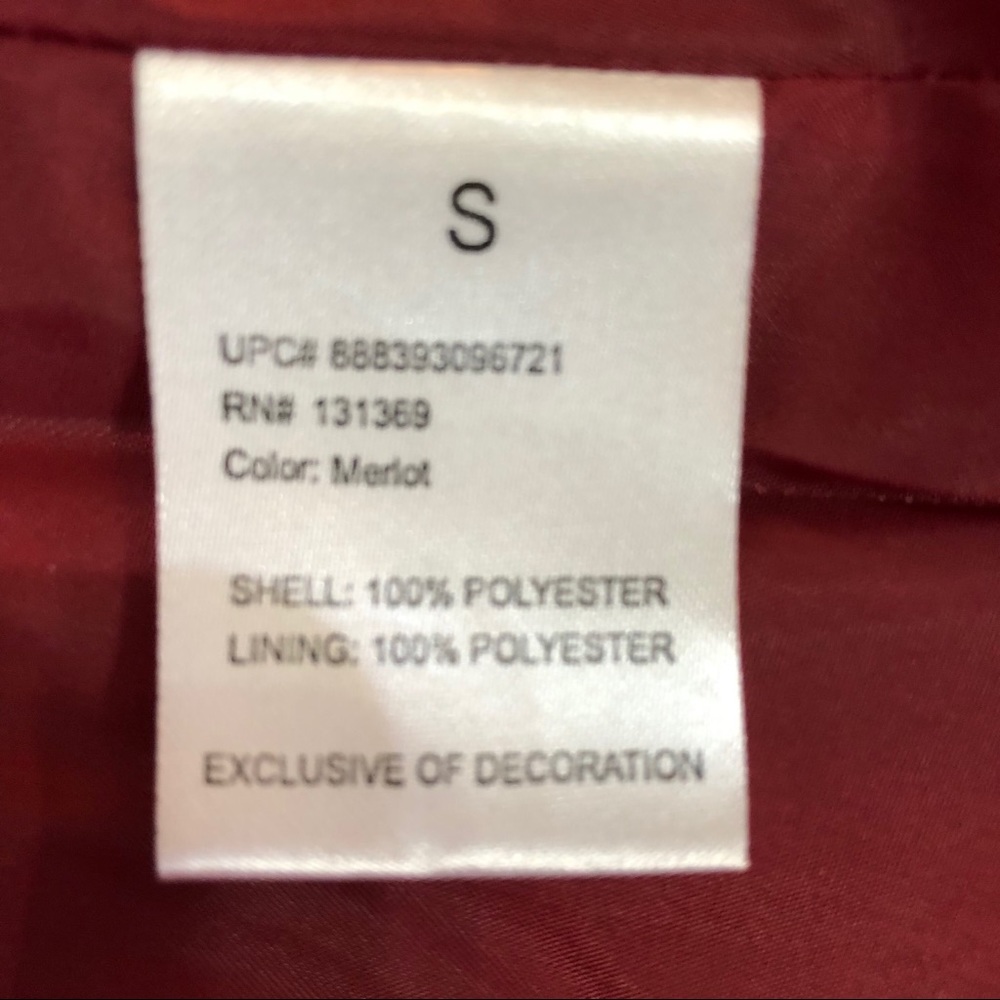 S
UPC# 888393096721
RN# 131369
Color: Merlot
SHELL: 100% POLYESTER
LINING: 100% POLYESTER
EXCLUSIVE OF DECORATION